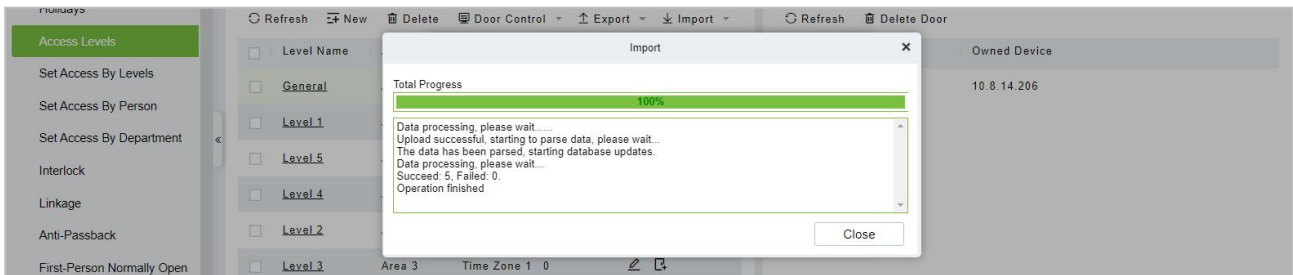 Holidays
Access Levels
Set Access By Levels
Set Access By Person
Set Access By Department
Interlock
Linkage
Anti-Passback
First-Person Normally Open
«
Refresh New Delete Door Control Export Import
Level Name
General
Level 1
Level 5
Level 4
Level 2
Level 3 Area 3 Time Zone 1 0
Import ×
Total Progress
100%
Data processing, please wait......
Upload successful, starting to parse data, please wait...
The data has been parsed, starting database updates.
Data processing, please wait...
Succeed: 5, Failed: 0.
Operation finished
Close
Refresh Delete Door
Owned Device
10.8.14.206